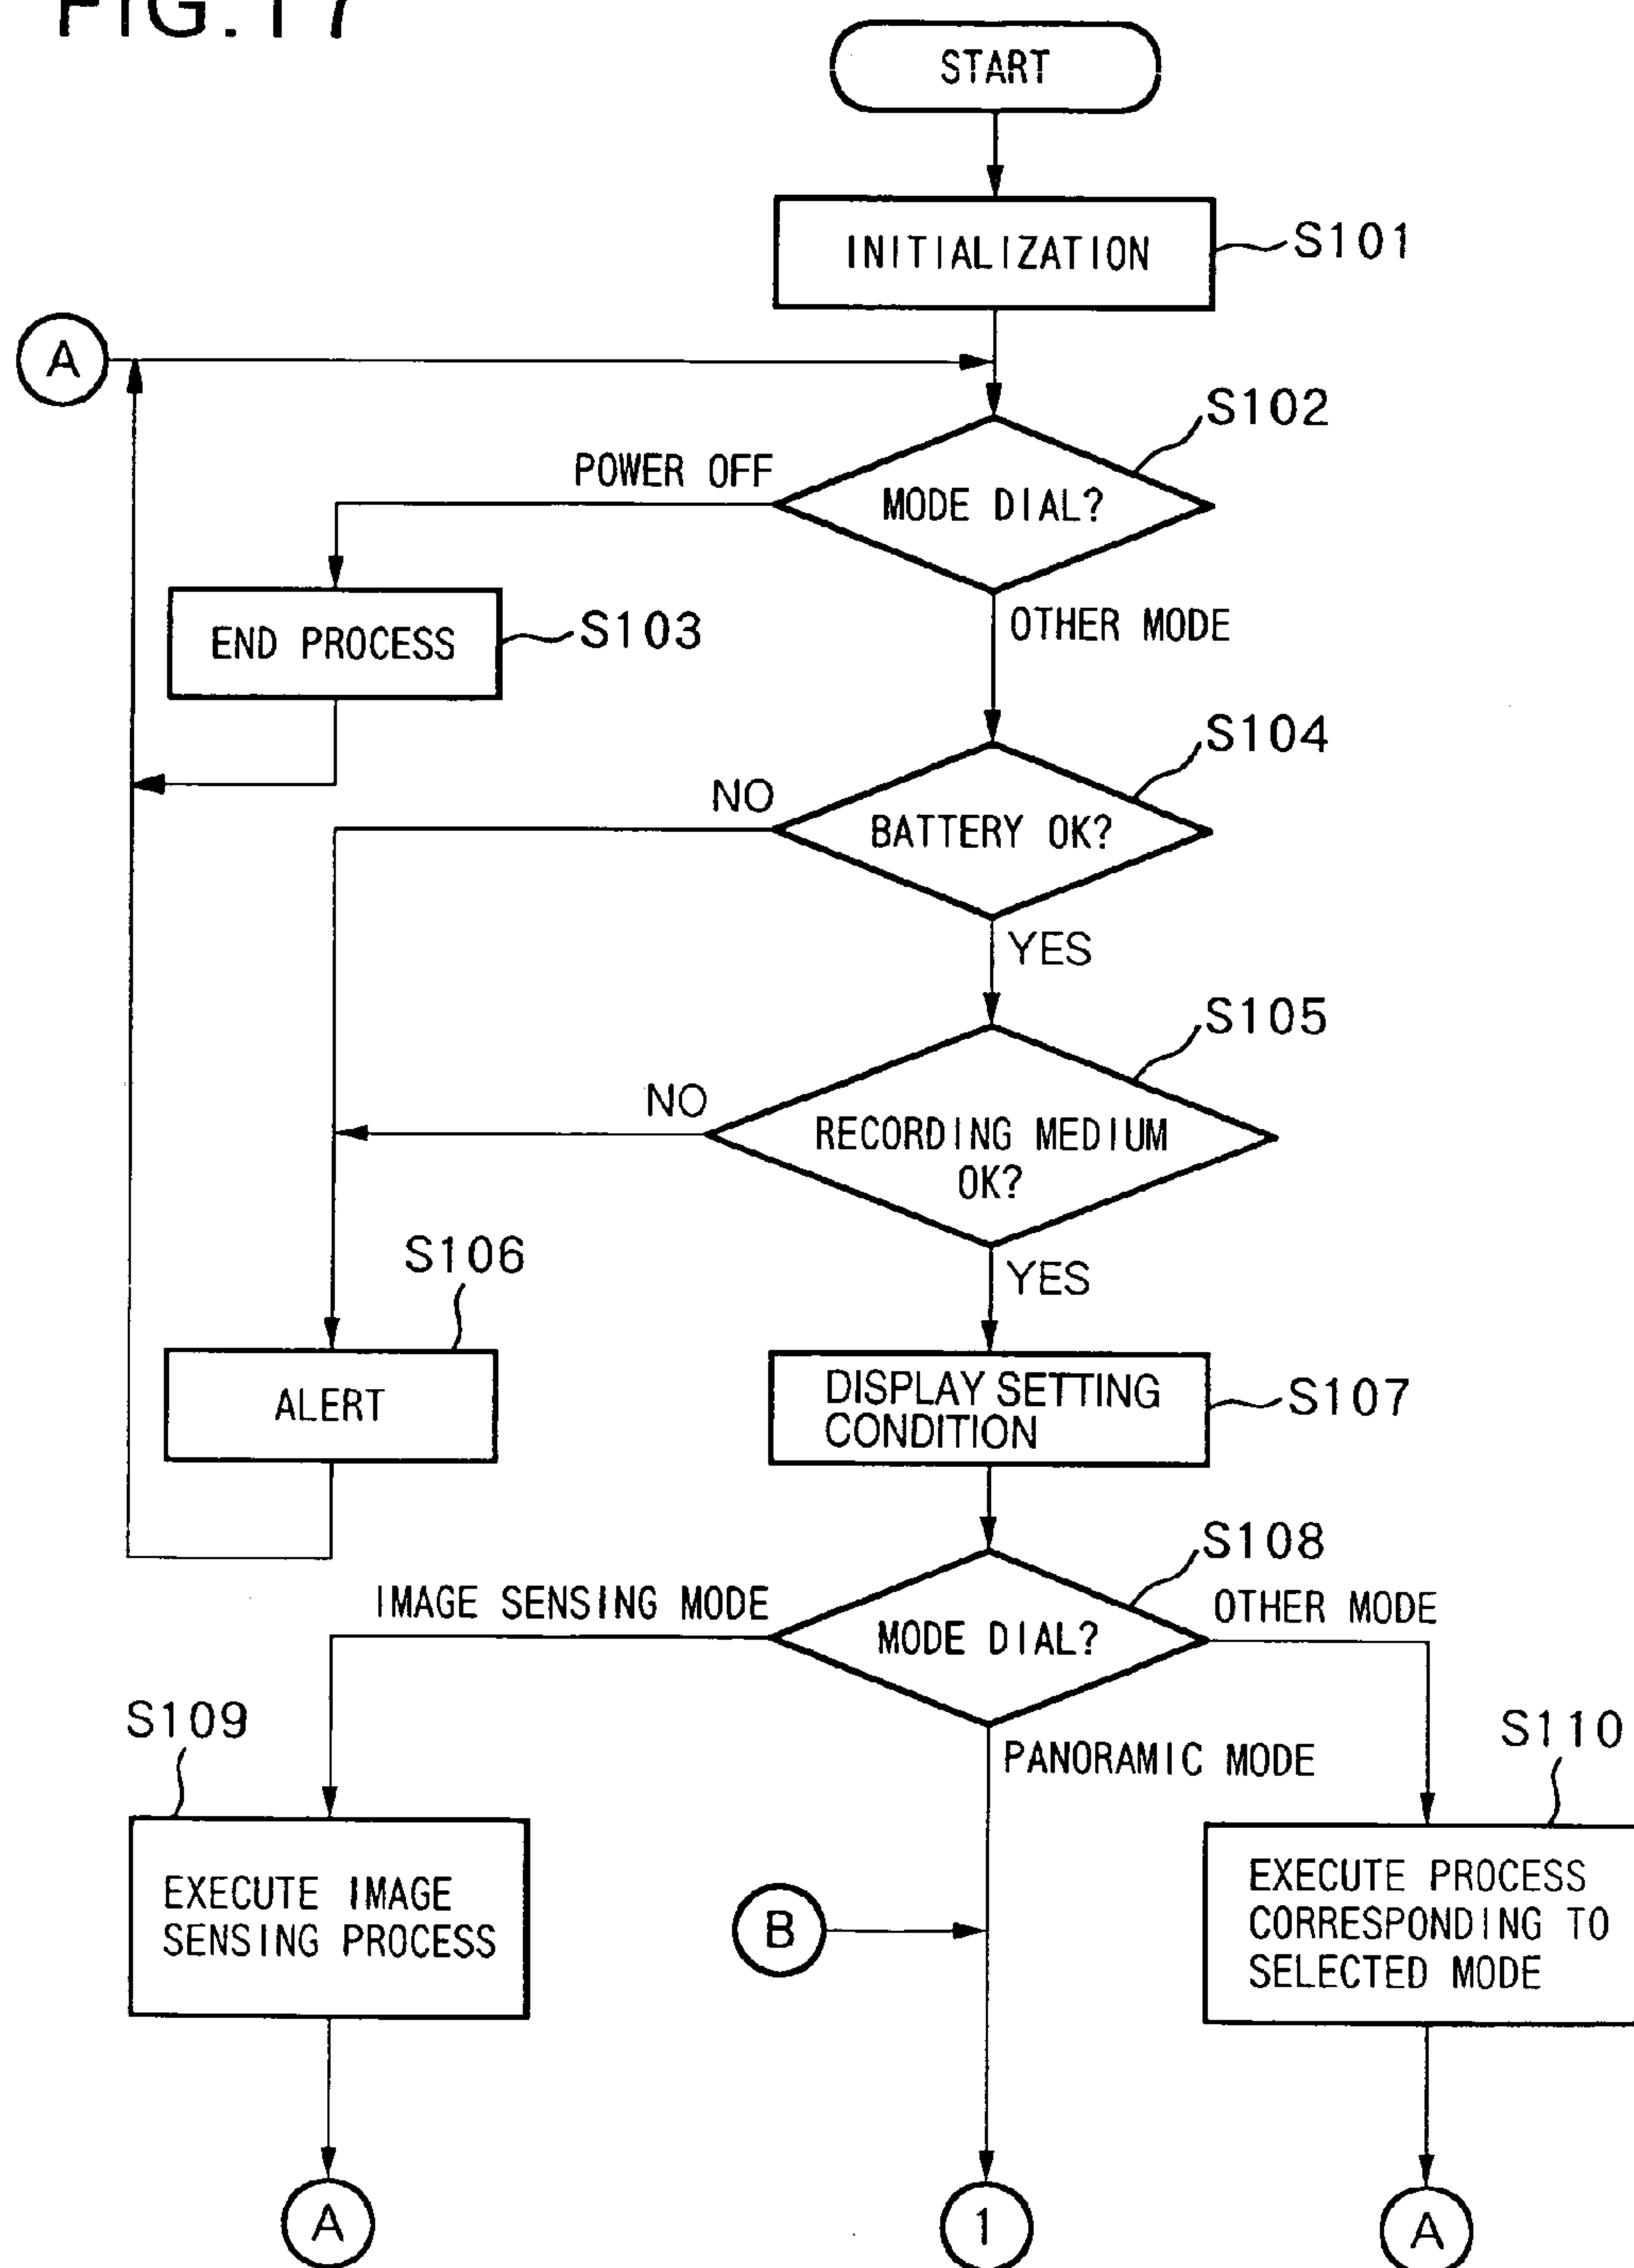 FIG.17
START
INITIALIZATION
S101
A
S102
POWER OFF
MODE DIAL?
END PROCESS
S103
OTHER MODE
S104
NO
BATTERY OK?
YES
S105
NO
RECORDING MEDIUM
OK?
S106
YES
ALERT
DISPLAY SETTING
CONDITION
S107
S108
IMAGE SENSING MODE
MODE DIAL?
OTHER MODE
S109
PANORAMIC MODE
S110
EXECUTE IMAGE
SENSING PROCESS
B
EXECUTE PROCESS
CORRESPONDING TO
SELECTED MODE
A
1
A